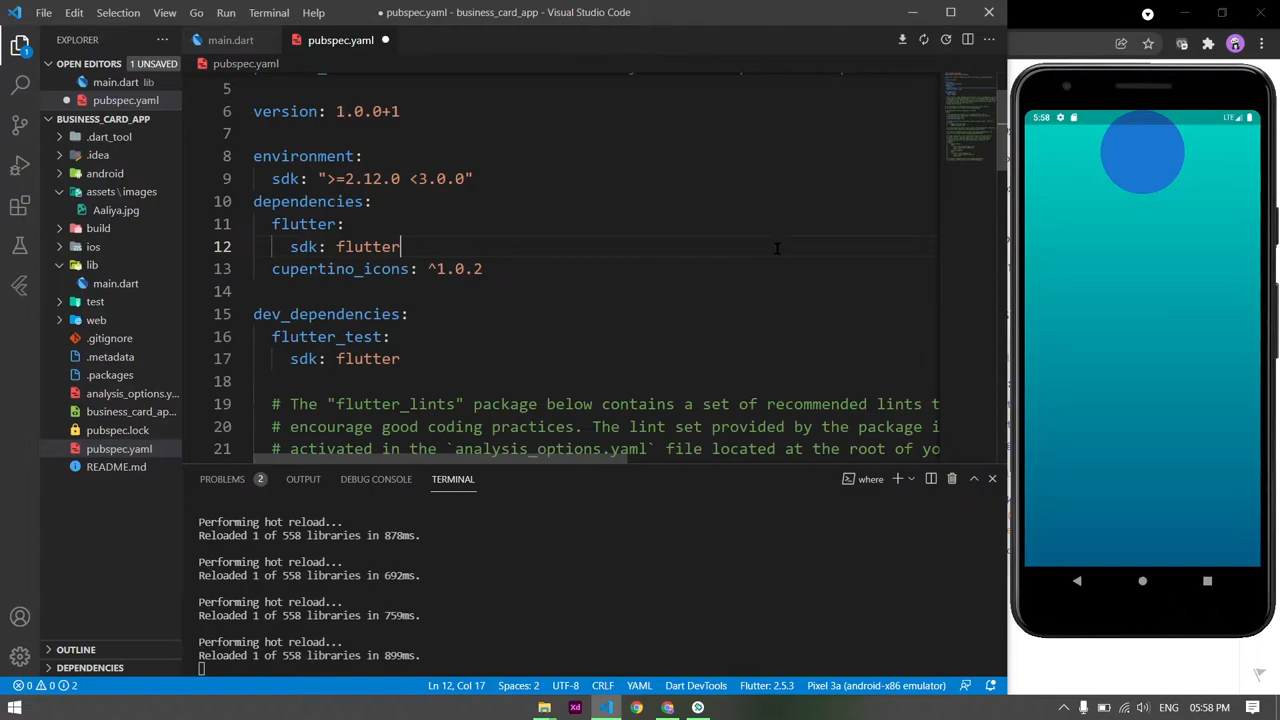 File Edit Selection View Go Run Terminal Help
● pubspec.yaml - business_card_app - Visual Studio Code
EXPLORER
main.dart
pubspec.yaml
OPEN EDITORS 1 UNSAVED
main.dart lib
pubspec.yaml
BUSINESS_CARD_APP
.dart_tool
.idea
android
assets\images
Aaliya.jpg
build
ios
lib
main.dart
test
web
.gitignore
.metadata
.packages
analysis_options.y...
business_card_ap...
pubspec.lock
pubspec.yaml
README.md
OUTLINE
DEPENDENCIES
1
pubspec.yaml
5
6 version: 1.0.0+1
7
8 environment:
9 sdk: ">=2.12.0 <3.0.0"
10 dependencies:
11 flutter:
12 sdk: flutter
13 cupertino_icons: ^1.0.2
14
15 dev_dependencies:
16 flutter_test:
17 sdk: flutter
18
19 # The "flutter_lints" package below contains a set of recommended lints t
20 # encourage good coding practices. The lint set provided by the package i
21 # activated in the `analysis_options.yaml` file located at the root of yo
PROBLEMS 2 OUTPUT DEBUG CONSOLE TERMINAL
where
Performing hot reload...
Reloaded 1 of 558 libraries in 878ms.
Performing hot reload...
Reloaded 1 of 558 libraries in 692ms.
Performing hot reload...
Reloaded 1 of 558 libraries in 759ms.
Performing hot reload...
Reloaded 1 of 558 libraries in 899ms.
0 0 2
Ln 12, Col 17 Spaces: 2 UTF-8 CRLF YAML Dart DevTools Flutter: 2.5.3 Pixel 3a (android-x86 emulator)
5:58
LTE
Xd
ENG 05:58 PM